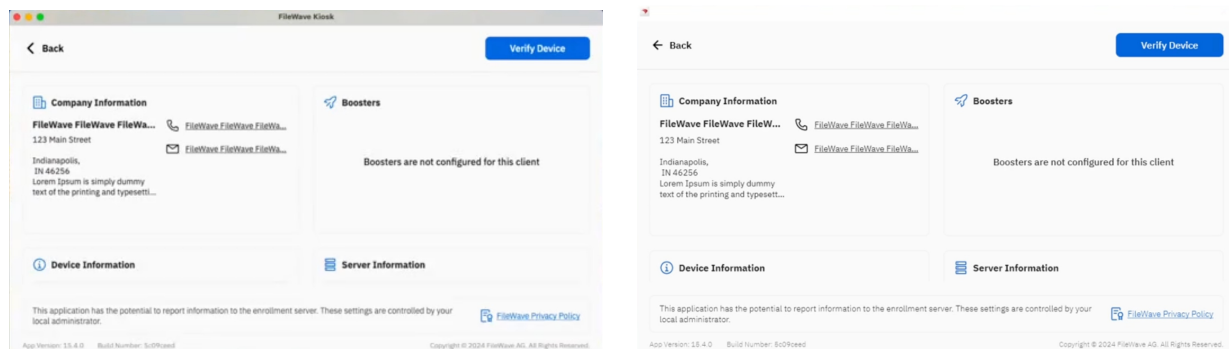 FileWave Kiosk
Back
Verify Device
Company Information
FileWave FileWave FileWa...
123 Main Street
Indianapolis,
IN 46256
Lorem Ipsum is simply dummy
text of the printing and typesetti...
FileWave FileWave FileWa...
FileWave FileWave FileWa...
Boosters
Boosters are not configured for this client
Device Information
Server Information
This application has the potential to report information to the enrollment server. These settings are controlled by your
local administrator.
FileWave Privacy Policy
App Version: 15.4.0 Build Number: 5c09ceed
Copyright © 2024 FileWave AG. All Rights Reserved.
Back
Verify Device
Company Information
FileWave FileWave FileW...
123 Main Street
Indianapolis,
IN 46256
Lorem Ipsum is simply dummy
text of the printing and typesett...
FileWave FileWave FileWa...
FileWave FileWave FileWa...
Boosters
Boosters are not configured for this client
Device Information
Server Information
This application has the potential to report information to the enrollment server. These settings are controlled by your
local administrator.
FileWave Privacy Policy
App Version: 15.4.0 Build Number: 5c09ceed
Copyright © 2024 FileWave AG. All Rights Reserved.